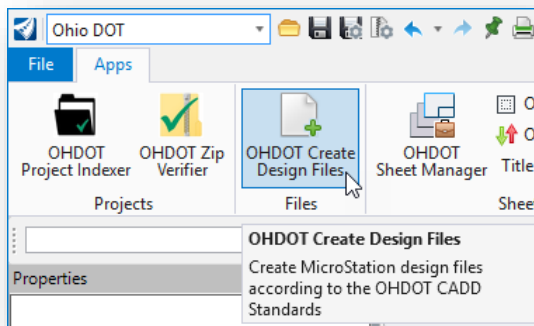 Ohio DOT
File Apps
OHDOT
Project Indexer
OHDOT Zip
Verifier
OHDOT Create
Design Files
OHDOT
Sheet Manager
Title
Projects
Files
OHDOT Create Design Files
Create MicroStation design files
according to the OHDOT CADD
Standards
Properties